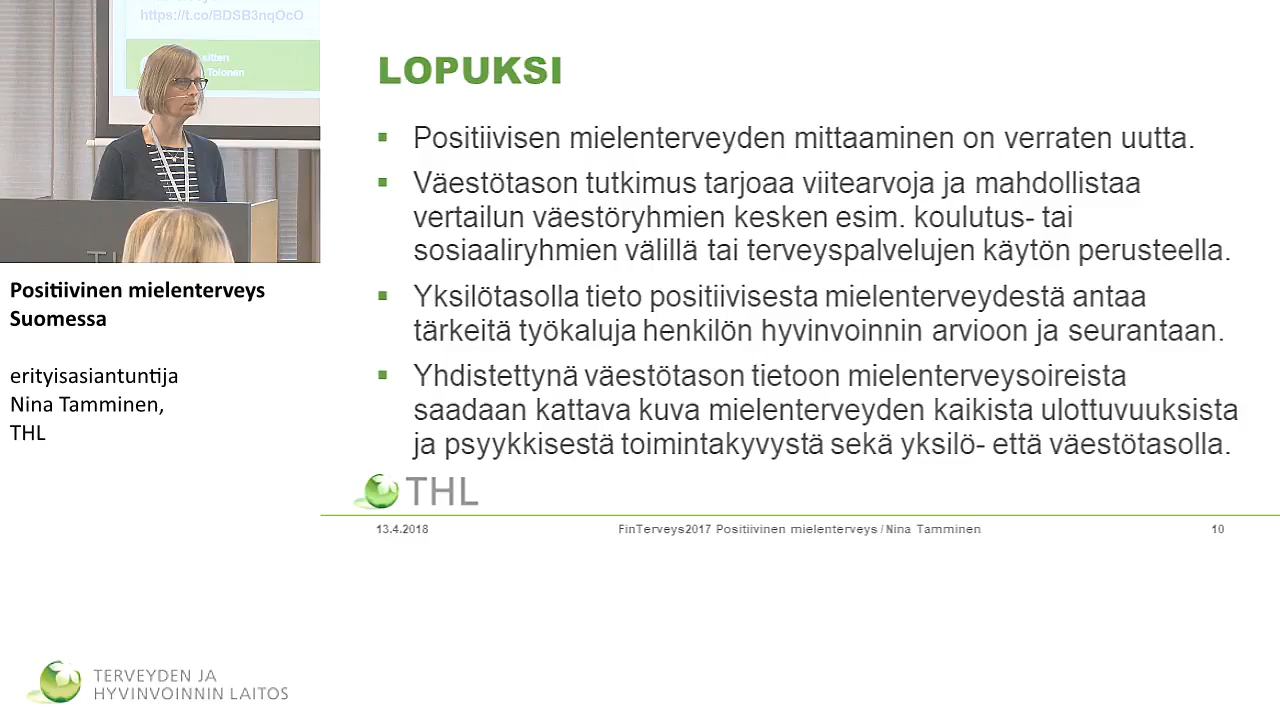 https://t.co/BDSB3nqOcO
Tolonen
THL
Positiivinen mielenterveys
Suomessa
erityisasiantuntija
Nina Tamminen,
THL
LOPUKSI
▪ Positiivisen mielenterveyden mittaaminen on verraten uutta.
▪ Väestötason tutkimus tarjoaa viitearvoja ja mahdollistaa
vertailun väestöryhmien kesken esim. koulutus- tai
sosiaaliryhmien välillä tai terveyspalvelujen käytön perusteella.
▪ Yksilötasolla tieto positiivisesta mielenterveydestä antaa
tärkeitä työkaluja henkilön hyvinvoinnin arvioon ja seurantaan.
▪ Yhdistettynä väestötason tietoon mielenterveysoireista
saadaan kattava kuva mielenterveyden kaikista ulottuvuuksista
ja psyykkisestä toimintakyvystä sekä yksilö- että väestötasolla.
THL
13.4.2018 FinTerveys2017 Positiivinen mielenterveys / Nina Tamminen 10
TERVEYDEN JA
HYVINVOINNIN LAITOS